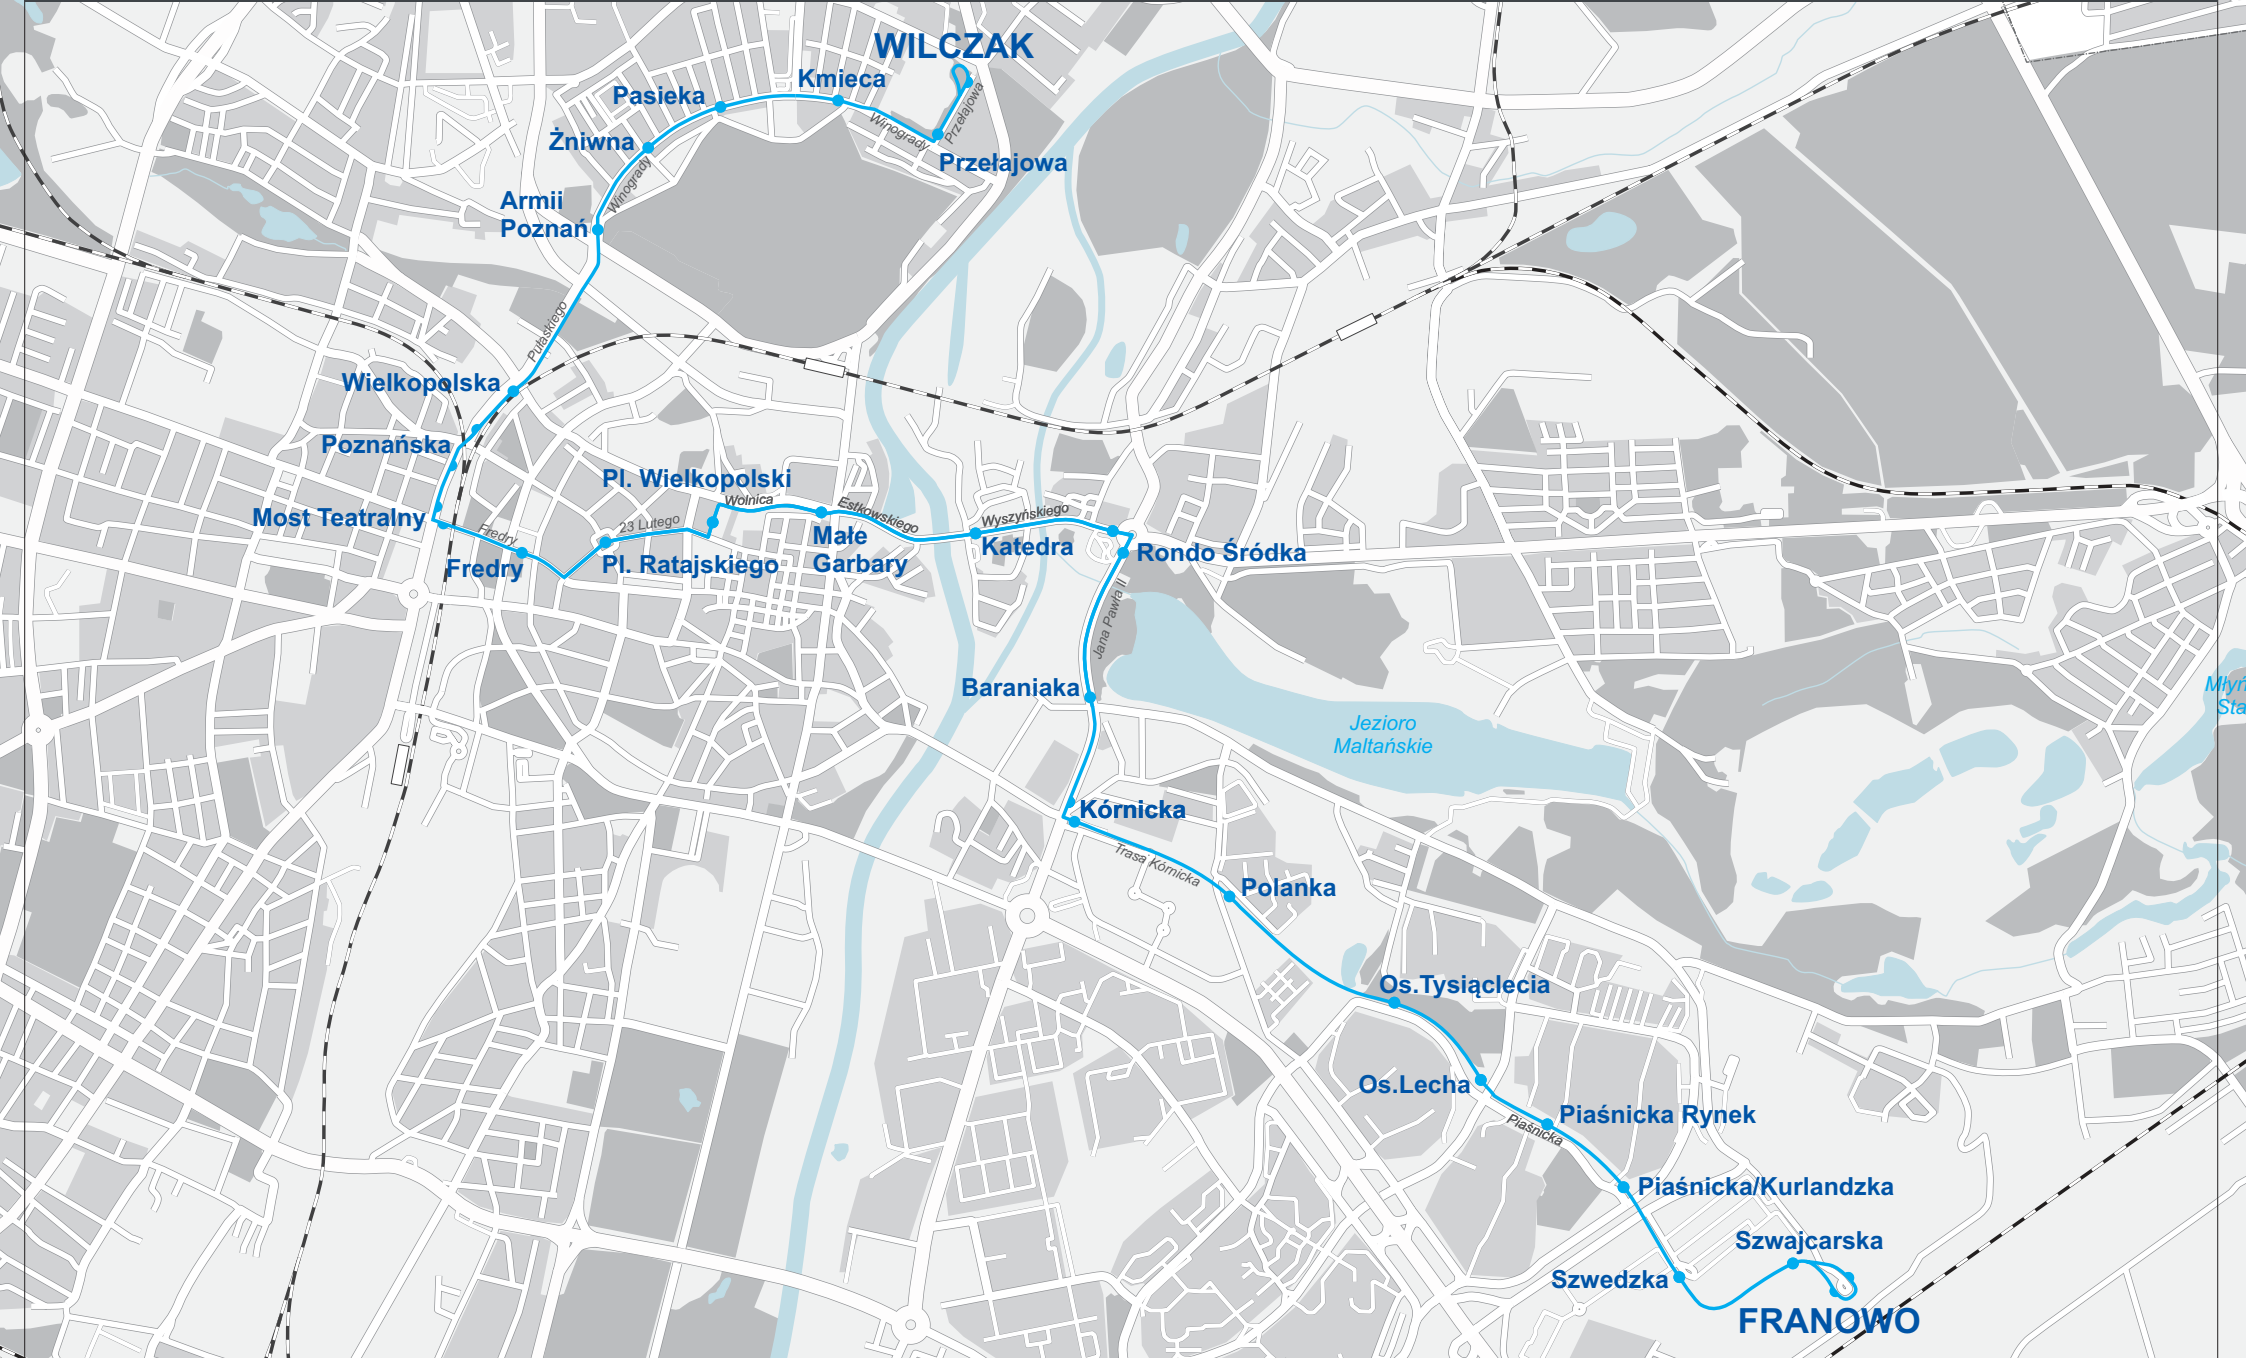 WILCZAK
Kmieca
Pasieka
Przełajowa
Winogrady
Żniwna
Przełajowa
Winogrady
Armii
Poznań
Pułaskiego
Wielkopolska
Poznańska
Pl. Wielkopolski
Wolnica
Estkowskiego
Most Teatralny
23 Lutego
Wyszyńskiego
Fredry
Małe
Garbary
Katedra
Rondo Śródka
Fredry
Pl. Ratajskiego
Jana Pawła II
Baraniaka
Młyń
Sta
Jezioro
Maltańskie
Kórnicka
Trasa Kórnicka
Polanka
Os.Tysiąclecia
Os.Lecha
Piaśnicka Rynek
Piaśnicka
Piaśnicka/Kurlandzka
Szwajcarska
Szwedzka
FRANOWO